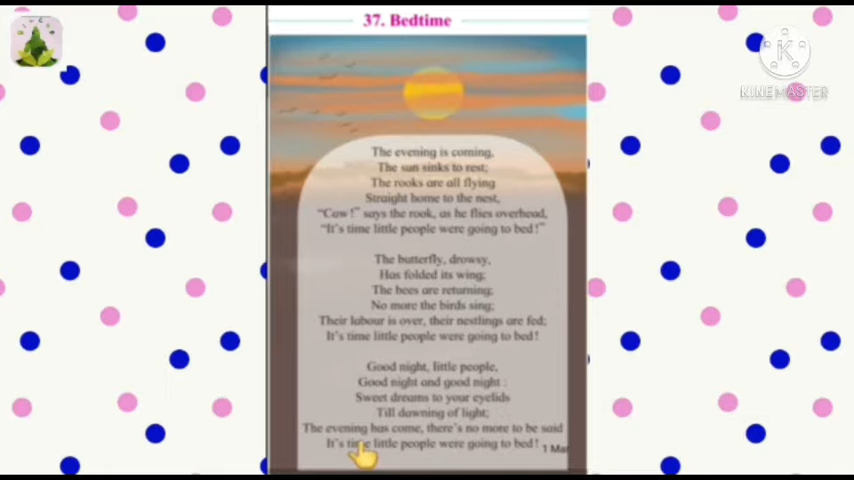 37. Bedtime
KINEMASTER
The evening is coming,
The sun sinks to rest;
The rooks are all flying
Straight home to the nest,
“Caw!” says the rook, as he flies overhead,
“It's time little people were going to bed!”
The butterfly, drowsy,
Has folded its wing;
The bees are returning;
No more the birds sing;
Their labour is over, their nestlings are fed;
It's time little people were going to bed!
Good night, little people,
Good night and good night :
Sweet dreams to your eyelids
Till dawning of light;
The evening has come, there's no more to be said
It's time little people were going to bed!
1 Mar